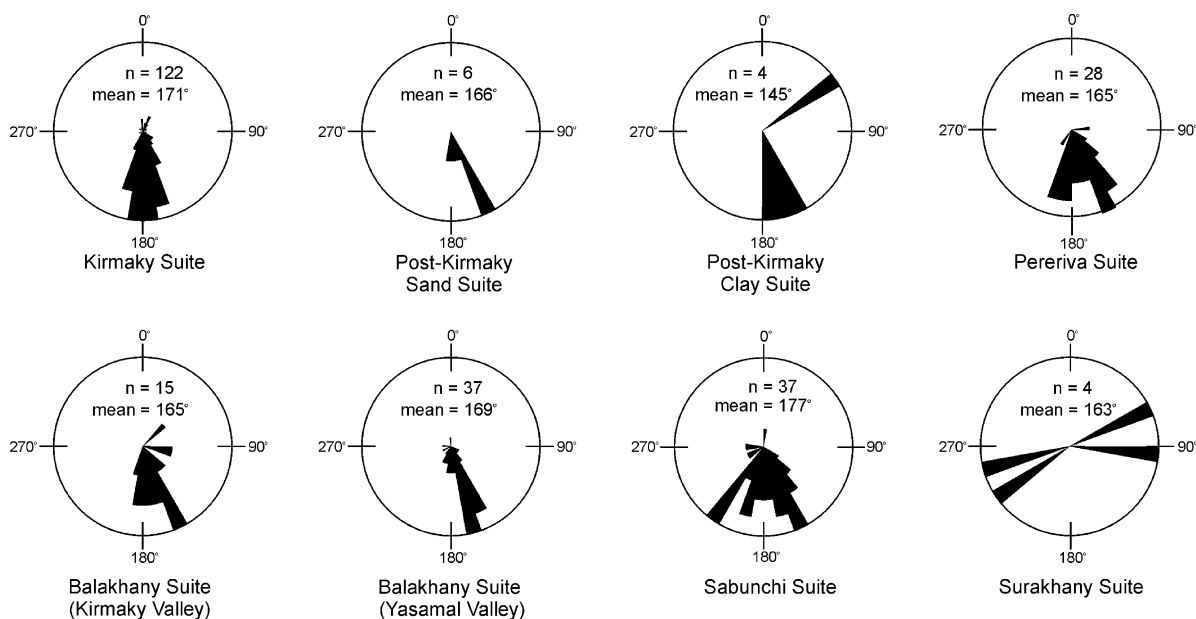 0°
n = 122
mean = 171°
270°
90°
180°
Kirmaky Suite
0°
n = 6
mean = 166°
270°
90°
180°
Post-Kirmaky
Sand Suite
0°
n = 4
mean = 145°
270°
90°
180°
Post-Kirmaky
Clay Suite
0°
n = 28
mean = 165°
270°
90°
180°
Pereriva Suite
0°
n = 15
mean = 165°
270°
90°
180°
Balakhany Suite
(Kirmaky Valley)
0°
n = 37
mean = 169°
270°
90°
180°
Balakhany Suite
(Yasamal Valley)
0°
n = 37
mean = 177°
270°
90°
180°
Sabunchi Suite
0°
n = 4
mean = 163°
270°
90°
180°
Surakhany Suite